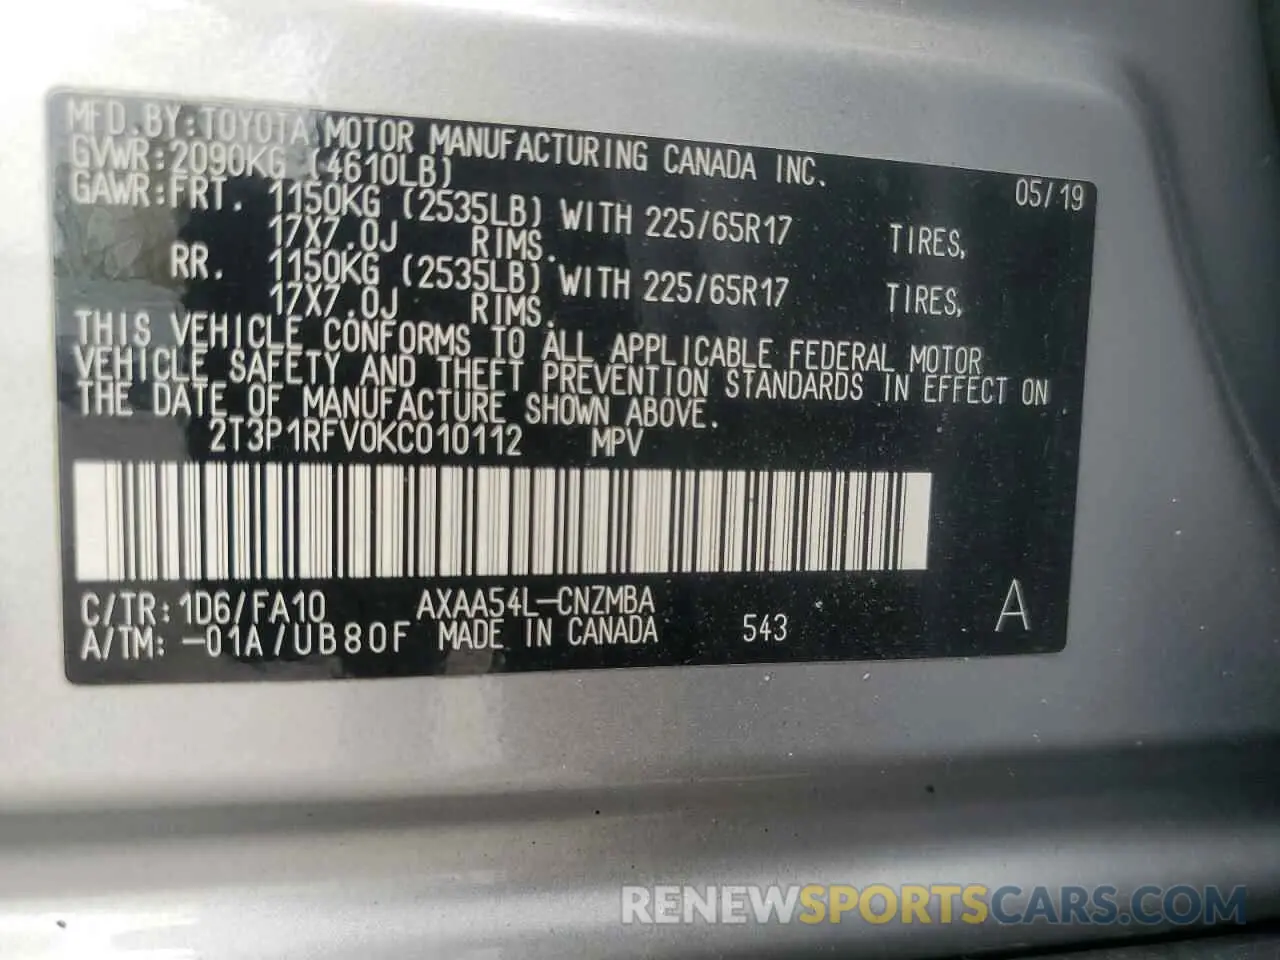 MFD.BY:TOYOTA MOTOR MANUFACTURING CANADA INC.
GVWR:2090KG (4610LB) 05/19
GAWR:FRT. 1150KG (2535LB) WITH 225/65R17 TIRES,
17X7.0J RIMS.
RR. 1150KG (2535LB) WITH 225/65R17 TIRES,
17X7.0J RIMS.
THIS VEHICLE CONFORMS TO ALL APPLICABLE FEDERAL MOTOR
VEHICLE SAFETY AND THEFT PREVENTION STANDARDS IN EFFECT ON
THE DATE OF MANUFACTURE SHOWN ABOVE.
2T3P1RFV0KC010112 MPV
C/TR:1D6/FA10 AXAA54L-CNZMBA
A/TM:-01A/UB80F MADE IN CANADA 543 A
RENEWSPORTSCARS.COM